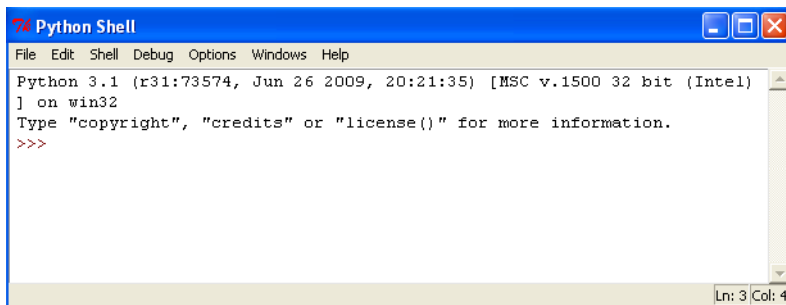 Python Shell
File Edit Shell Debug Options Windows Help
Python 3.1 (r31:73574, Jun 26 2009, 20:21:35) [MSC v.1500 32 bit (Intel)
] on win32
Type "copyright", "credits" or "license()" for more information.
>>>
Ln: 3 Col: 4